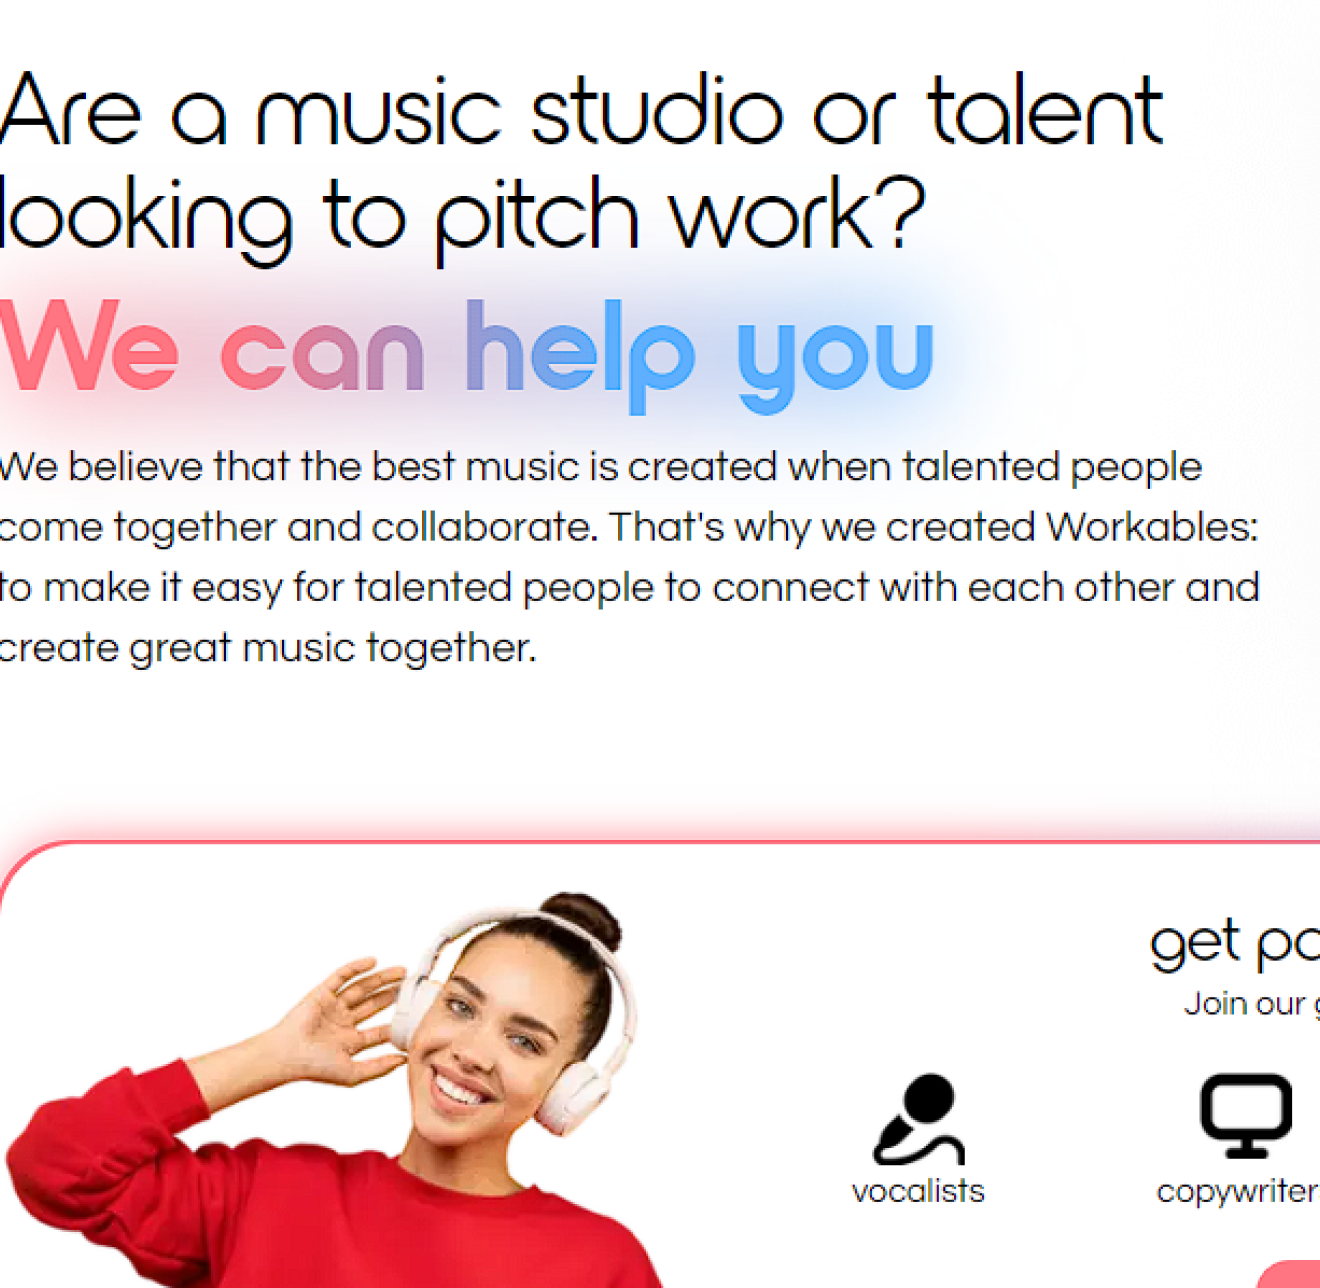 Are a music studio or talent
looking to pitch work?
We can help you
We believe that the best music is created when talented people
come together and collaborate. That's why we created Workables:
to make it easy for talented people to connect with each other and
create great music together.
get
Join our
vocalists